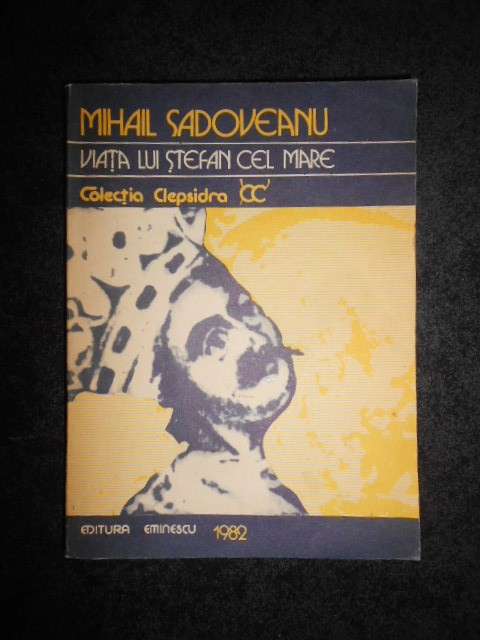 MIHAIL SADOVEANU
VIAȚA LUI ȘTEFAN CEL MARE
Colecția Clepsidra CC
EDITURA EMINESCU 1982